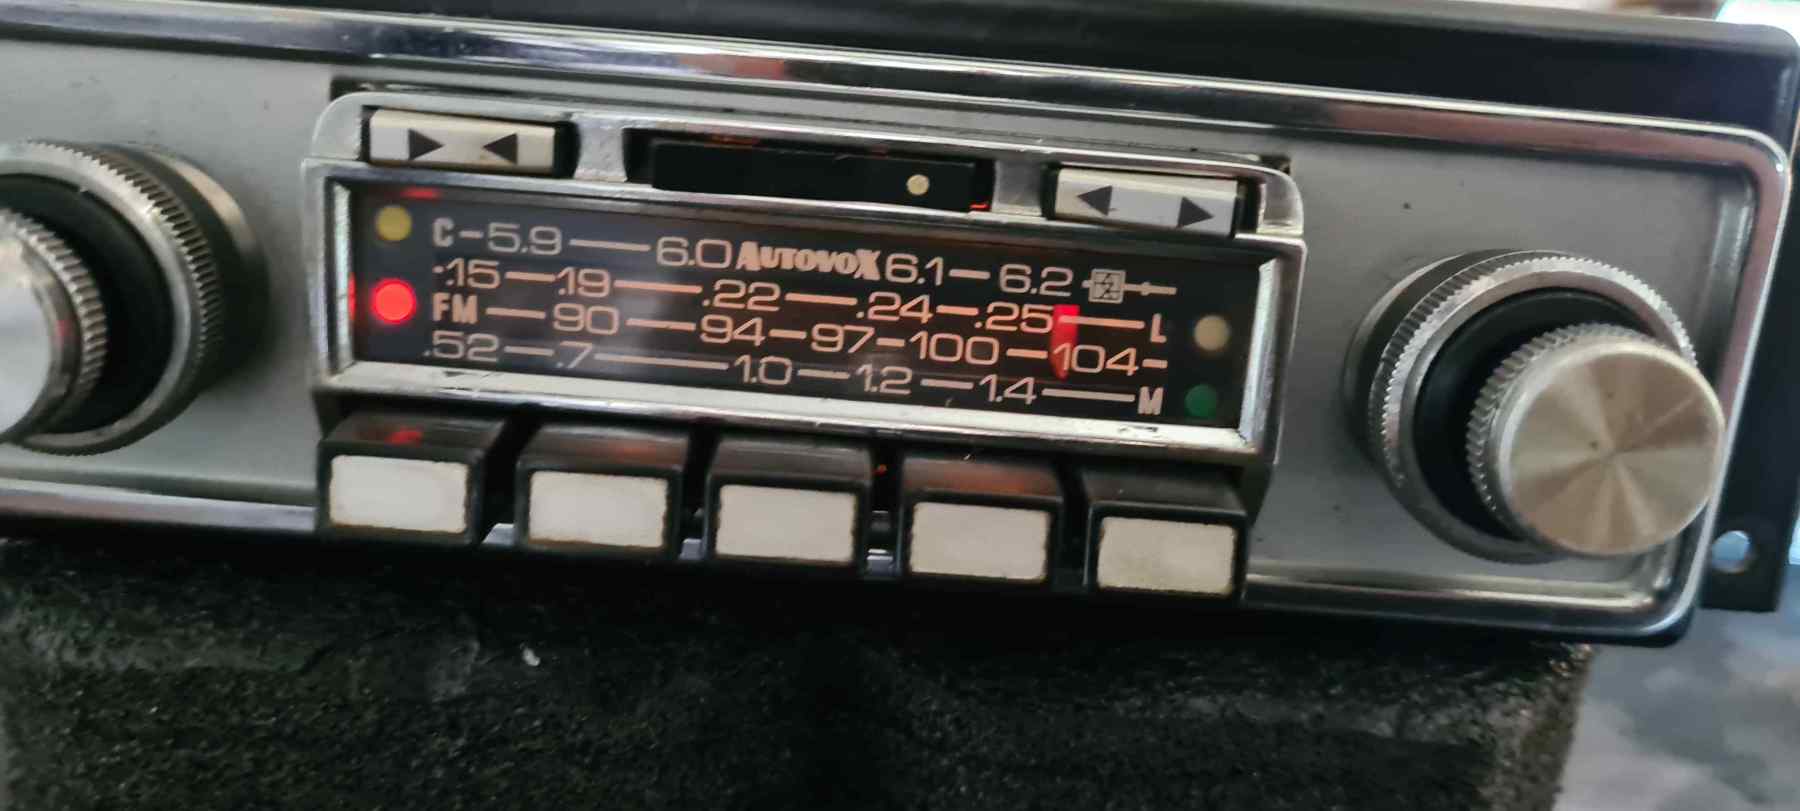 C 5.9 6.0 AUTOVOX 6.1 6.2
.15 .19 .22 .24 .25 L
FM 90 94 97 100 104
.52 .7 1.0 1.2 1.4 M